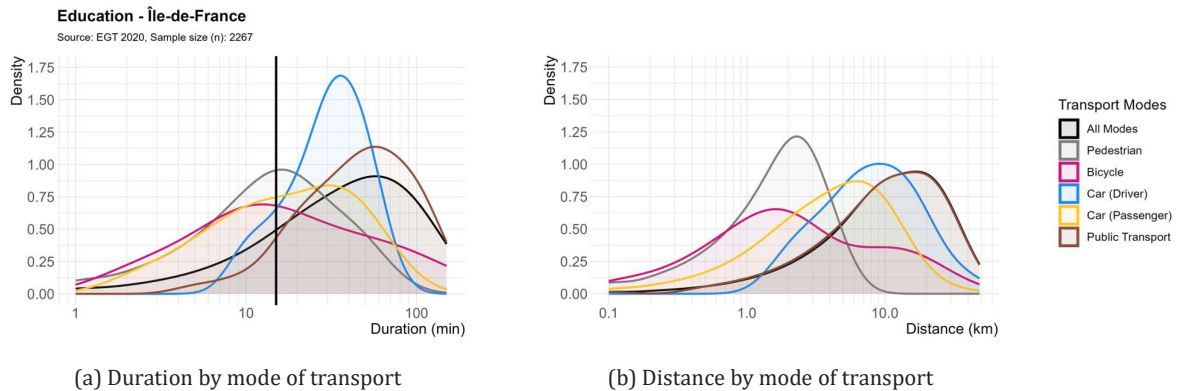 Education - Île-de-France
Source: EGT 2020, Sample size (n): 2267
Density
1.75
1.50
1.25
1.00
0.75
0.50
0.25
0.00
1
10
100
Duration (min)
(a) Duration by mode of transport
Density
1.75
1.50
1.25
1.00
0.75
0.50
0.25
0.00
0.1
1.0
10.0
Distance (km)
(b) Distance by mode of transport
Transport Modes
All Modes
Pedestrian
Bicycle
Car (Driver)
Car (Passenger)
Public Transport